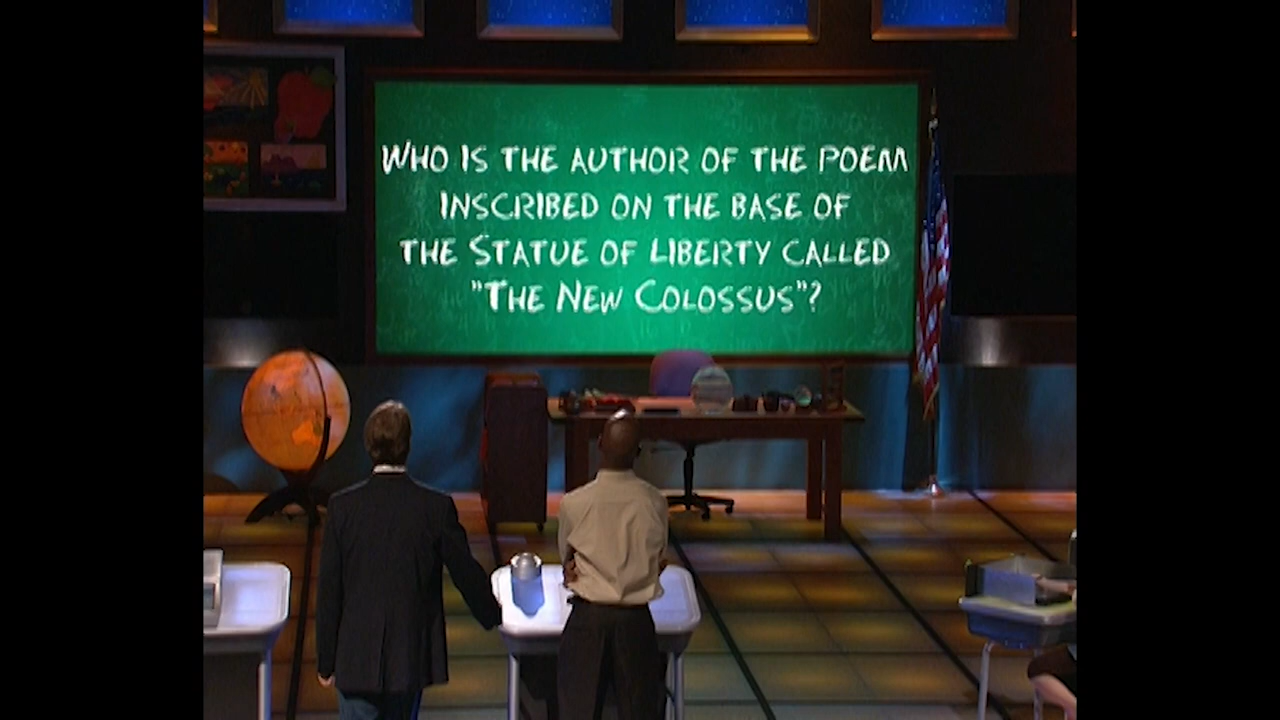 WHO IS THE AUTHOR OF THE POEM
INSCRIBED ON THE BASE OF
THE STATUE OF LIBERTY CALLED
"THE NEW COLOSSUS"?